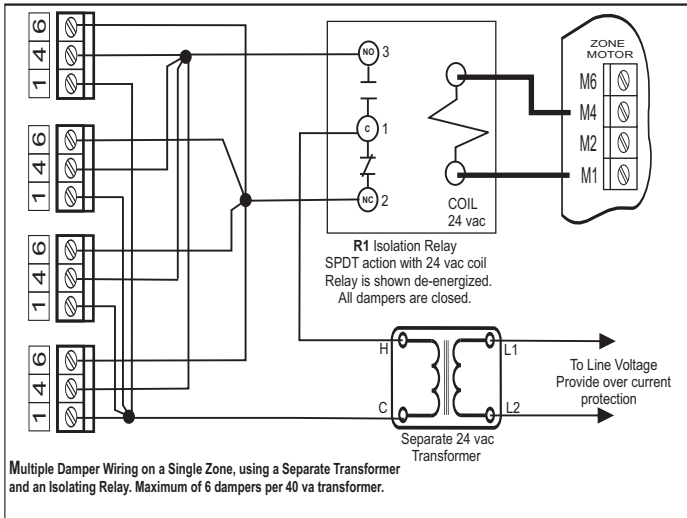 6
4
1
6
4
1
6
4
1
6
4
1
NO 3
C 1
NC 2
COIL
24 vac
ZONE
MOTOR
M6
M4
M2
M1
R1 Isolation Relay
SPDT action with 24 vac coil
Relay is shown de-energized.
All dampers are closed.
H
C
L1
L2
To Line Voltage
Provide over current
protection
Separate 24 vac
Transformer
Multiple Damper Wiring on a Single Zone, using a Separate Transformer
and an Isolating Relay. Maximum of 6 dampers per 40 va transformer.